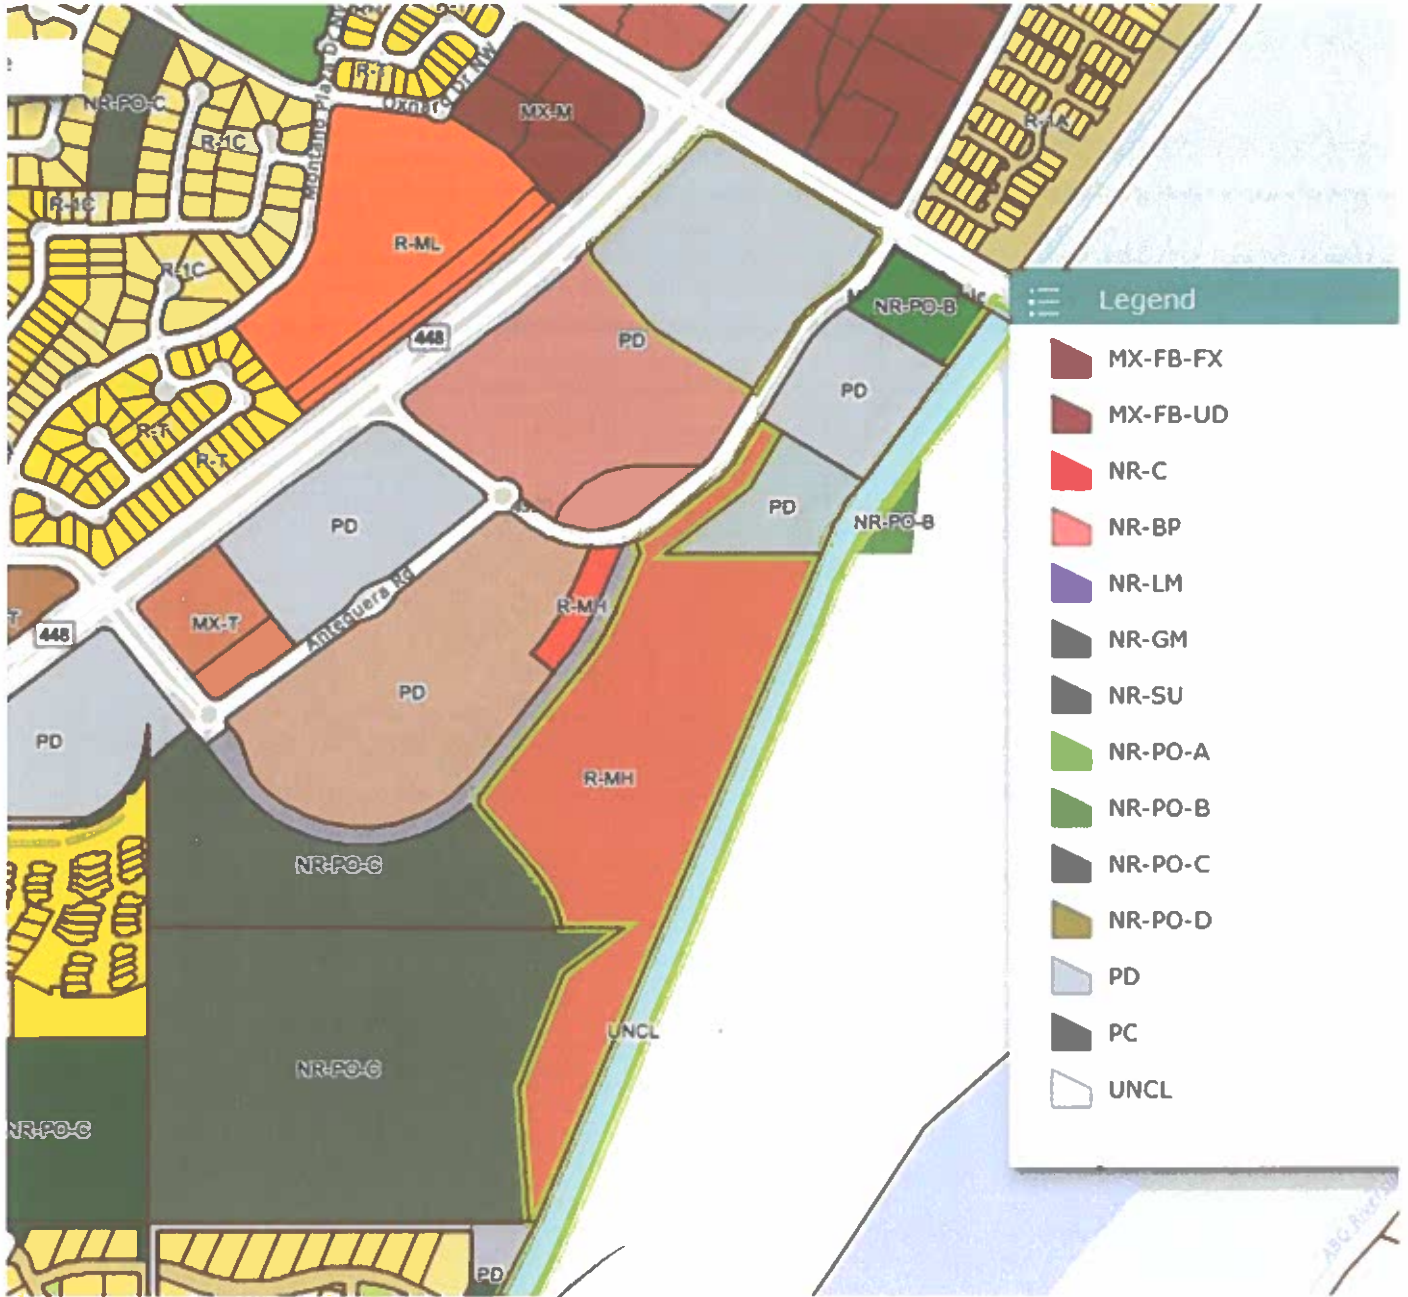 R-T
R-T
NR-PO-C
Oxnard Dr NW
MX-M
R-1C
R-1A
Montaño Plaza Dr NW
R-1C
R-ML
R-1C
Legend
NR-PO-B
448
PD
MX-FB-FX
PD
MX-FB-UD
R-T
R-T
NR-C
PD
PD
NR-PO-B
NR-BP
NR-LM
Antequera Rd
R-MH
MX-T
448
NR-GM
PD
NR-SU
PD
NR-PO-A
R-MH
NR-PO-B
NR-PO-C
NR-PO-C
NR-PO-D
PD
UNCL
PC
NR-PO-C
UNCL
NR-PO-C
PD